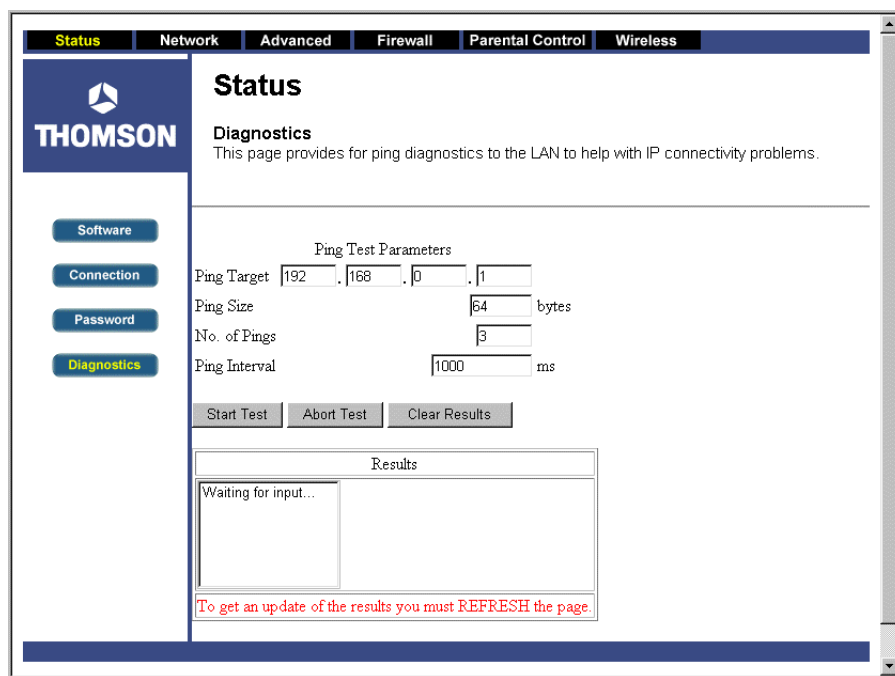 Status Network Advanced Firewall Parental Control Wireless
THOMSON
Status
Diagnostics
This page provides for ping diagnostics to the LAN to help with IP connectivity problems.
Software
Connection
Password
Diagnostics
Ping Test Parameters
Ping Target 192 . 168 . 0 . 1
Ping Size 64 bytes
No. of Pings 3
Ping Interval 1000 ms
Start Test Abort Test Clear Results
Results
Waiting for input...
To get an update of the results you must REFRESH the page.